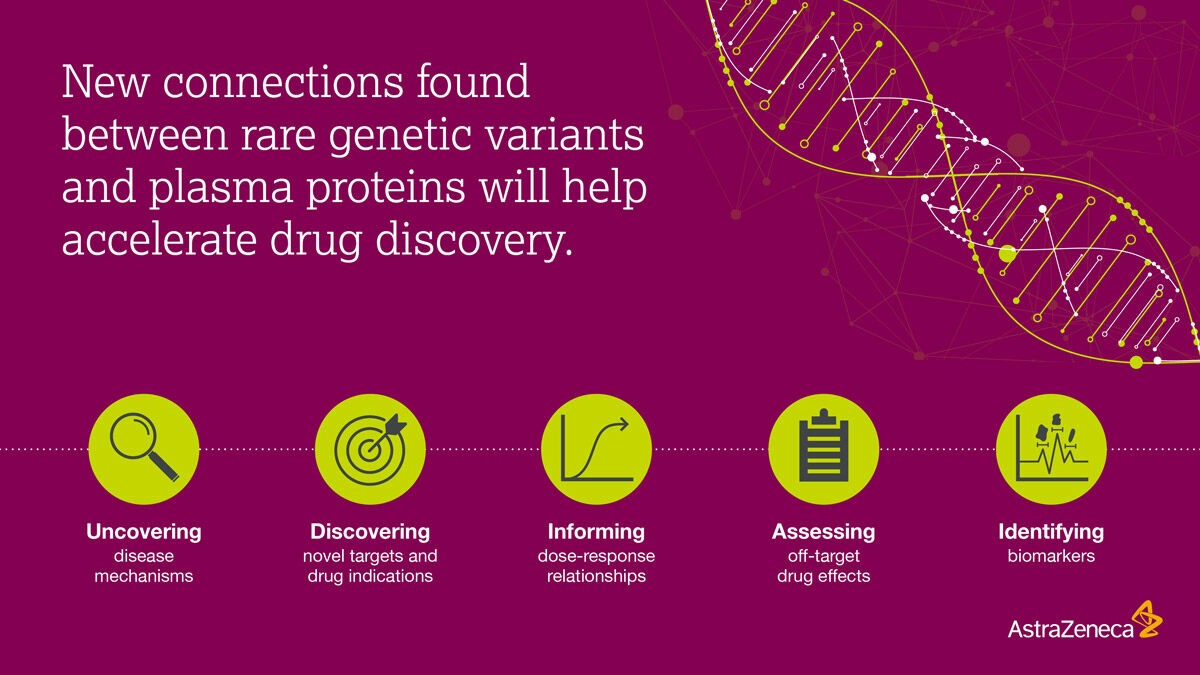 New connections found
between rare genetic variants
and plasma proteins will help
accelerate drug discovery.
Uncovering
disease
mechanisms
Discovering
novel targets and
drug indications
Informing
dose-response
relationships
Assessing
off-target
drug effects
Identifying
biomarkers
AstraZeneca